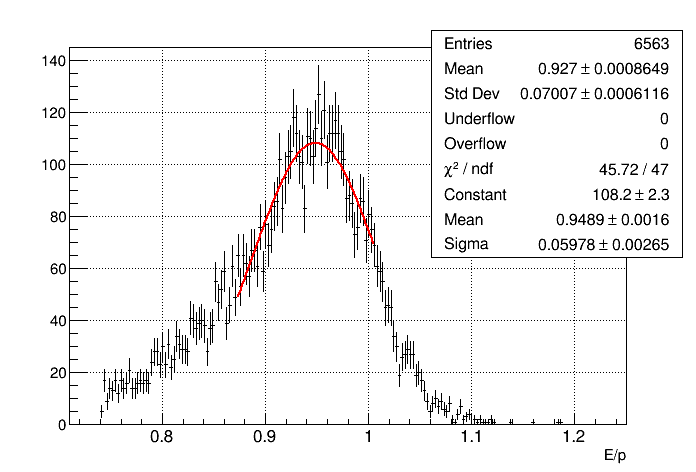 Entries 6563
Mean 0.927 ± 0.0008649
Std Dev 0.07007 ± 0.0006116
Underflow 0
Overflow 0
χ² / ndf 45.72 / 47
Constant 108.2 ± 2.3
Mean 0.9489 ± 0.0016
Sigma 0.05978 ± 0.00265
140
120
100
80
60
40
20
0
0.8 0.9 1 1.1 1.2
E/p